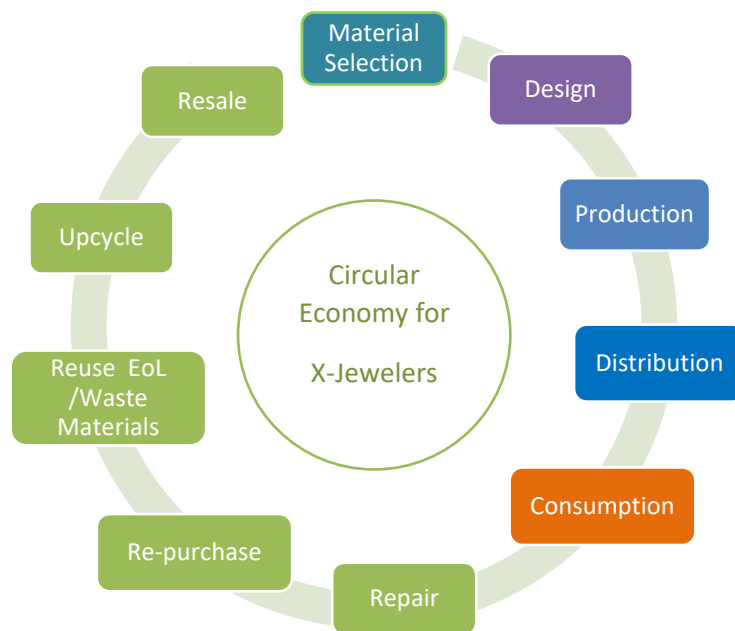 Material
Selection
Design
Production
Distribution
Consumption
Repair
Re-purchase
Reuse EoL
/Waste
Materials
Upcycle
Resale
Circular
Economy for
X-Jewelers